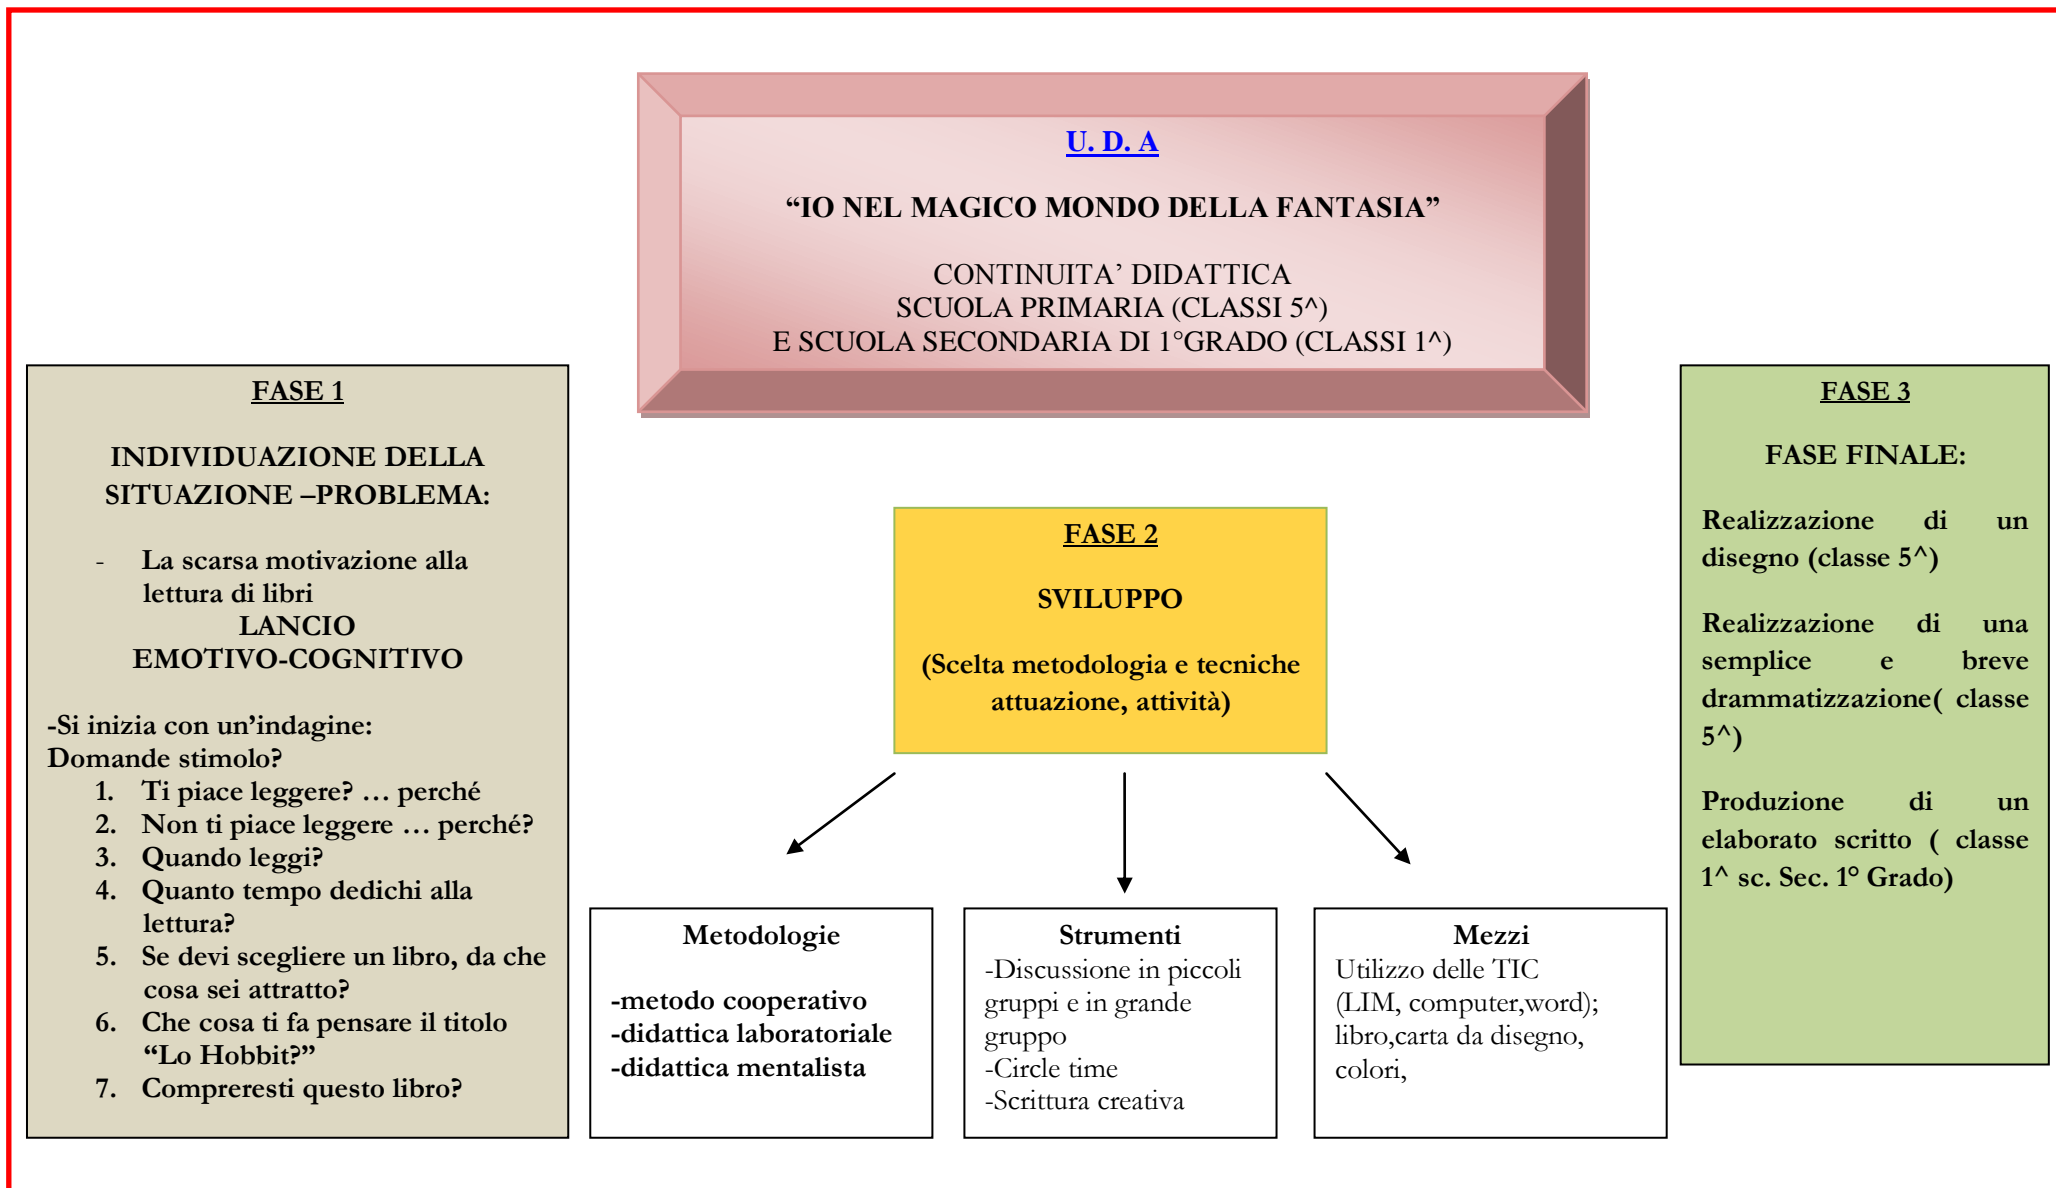 U. D. A
“IO NEL MAGICO MONDO DELLA FANTASIA”
CONTINUITA’ DIDATTICA
SCUOLA PRIMARIA (CLASSI 5^)
E SCUOLA SECONDARIA DI 1°GRADO (CLASSI 1^)
FASE 1
INDIVIDUAZIONE DELLA
SITUAZIONE –PROBLEMA:
- La scarsa motivazione alla
lettura di libri
LANCIO
EMOTIVO-COGNITIVO
-Si inizia con un’indagine:
Domande stimolo?
1. Ti piace leggere? … perché
2. Non ti piace leggere … perché?
3. Quando leggi?
4. Quanto tempo dedichi alla
lettura?
5. Se devi scegliere un libro, da che
cosa sei attratto?
6. Che cosa ti fa pensare il titolo
“Lo Hobbit?”
7. Compreresti questo libro?
FASE 2
SVILUPPO
(Scelta metodologia e tecniche
attuazione, attività)
Metodologie
-metodo cooperativo
-didattica laboratoriale
-didattica mentalista
Strumenti
-Discussione in piccoli
gruppi e in grande
gruppo
-Circle time
-Scrittura creativa
Mezzi
Utilizzo delle TIC
(LIM, computer,word);
libro,carta da disegno,
colori,
FASE 3
FASE FINALE:
Realizzazione di un
disegno (classe 5^)
Realizzazione di una
semplice e breve
drammatizzazione( classe
5^)
Produzione di un
elaborato scritto ( classe
1^ sc. Sec. 1° Grado)